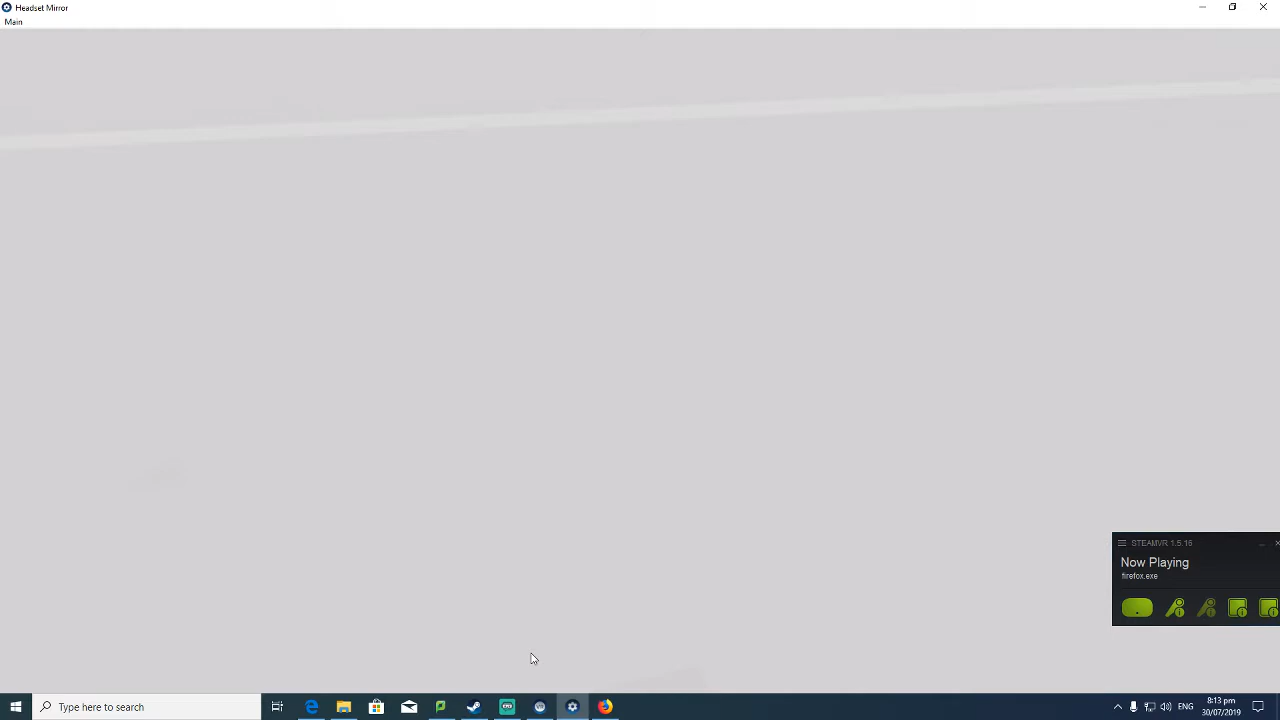 Headset Mirror
Main
STEAMVR 1.5.16
Now Playing
firefox.exe
Type here to search
ENG
8:13 pm
30/07/2019